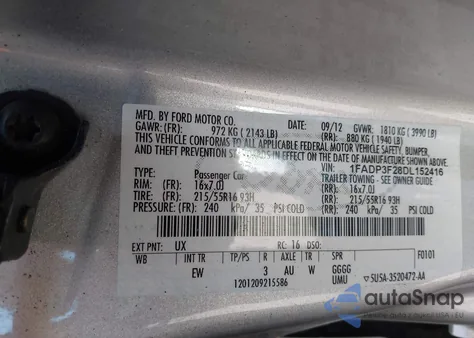 MFD. BY FORD MOTOR CO.
DATE: 09/12 GVWR: 1810 KG ( 3990 LB)
GAWR: (FR): 972 KG ( 2143 LB) (RR): 880 KG ( 1940 LB)
THIS VEHICLE CONFORMS TO ALL APPLICABLE FEDERAL MOTOR VEHICLE SAFETY, BUMPER,
AND THEFT PREVENTION STANDARDS IN EFFECT ON THE DATE OF MANUFACTURE SHOWN ABOVE.
VIN: 1FADP3F28DL152416
TYPE: Passenger Car TIRES: SEE OWNER GUIDE
RIM: (FR): 16x7.0J (RR): 16x7.0J
TIRE: (FR): 215/55R16 93H (RR): 215/55R16 93H
PRESSURE: (FR): 240 kPa/ 35 PSI COLD (RR): 240 kPa/ 35 PSI COLD
EXT PNT: UX RC: 16 DSO: F0101
WB INT TR TP/PS R AXLE TR
EW 3 AU W GGGG
1201209215586 UMU 5U5A-3520472-AA
autoSnap